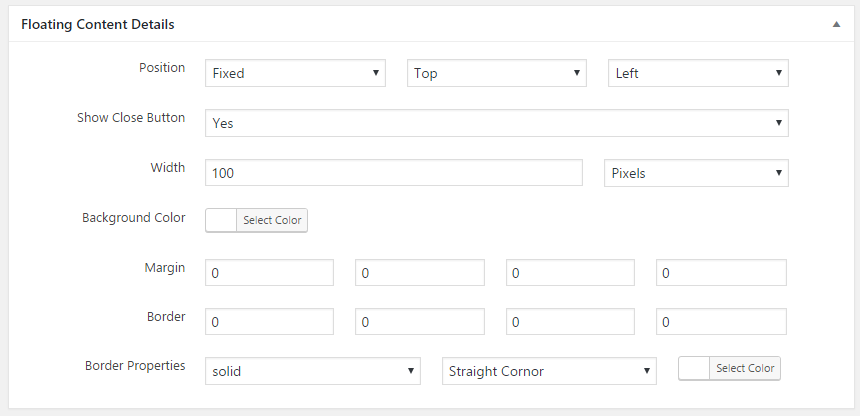 Floating Content Details
Position Fixed Top Left
Show Close Button Yes
Width 100 Pixels
Background Color Select Color
Margin 0 0 0 0
Border 0 0 0 0
Border Properties solid Straight Cornor Select Color